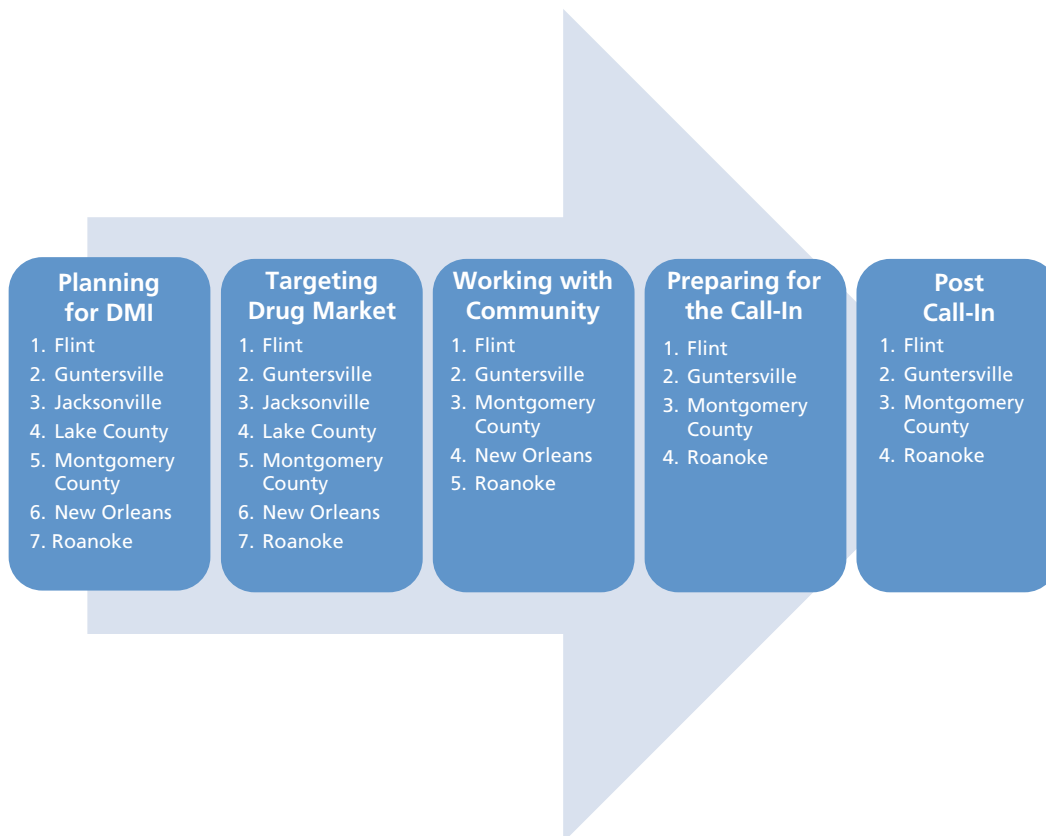 Planning
for DMI
1. Flint
2. Guntersville
3. Jacksonville
4. Lake County
5. Montgomery
County
6. New Orleans
7. Roanoke
Targeting
Drug Market
1. Flint
2. Guntersville
3. Jacksonville
4. Lake County
5. Montgomery
County
6. New Orleans
7. Roanoke
Working with
Community
1. Flint
2. Guntersville
3. Montgomery
County
4. New Orleans
5. Roanoke
Preparing for
the Call-In
1. Flint
2. Guntersville
3. Montgomery
County
4. Roanoke
Post
Call-In
1. Flint
2. Guntersville
3. Montgomery
County
4. Roanoke